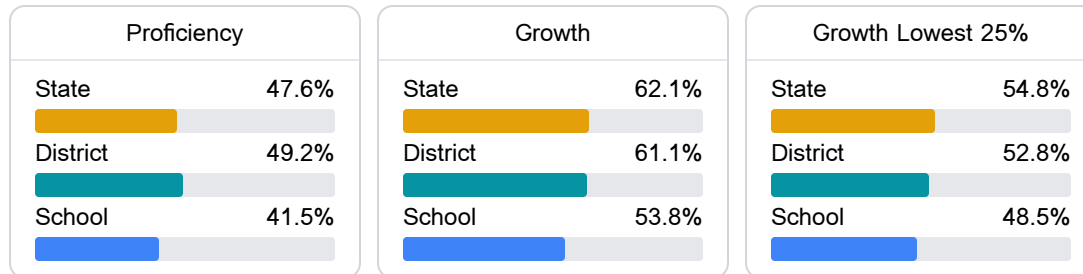 Proficiency
State 47.6%
District 49.2%
School 41.5%
Growth
State 62.1%
District 61.1%
School 53.8%
Growth Lowest 25%
State 54.8%
District 52.8%
School 48.5%